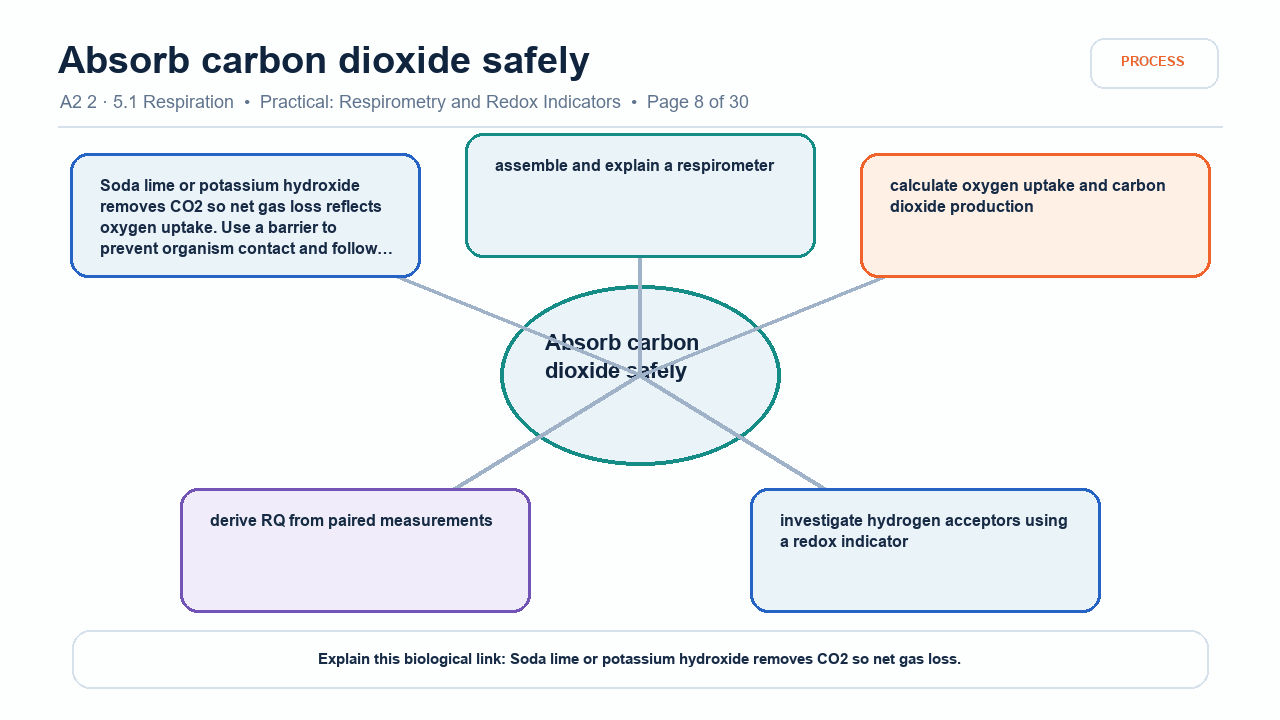 Absorb carbon dioxide safely
PROCESS
A2 2 · 5.1 Respiration • Practical: Respirometry and Redox Indicators • Page 8 of 30
Soda lime or potassium hydroxide
removes CO2 so net gas loss reflects
oxygen uptake. Use a barrier to
prevent organism contact and follow…
assemble and explain a respirometer
calculate oxygen uptake and carbon
dioxide production
Absorb carbon
dioxide safely
derive RQ from paired measurements
investigate hydrogen acceptors using
a redox indicator
Explain this biological link: Soda lime or potassium hydroxide removes CO2 so net gas loss.